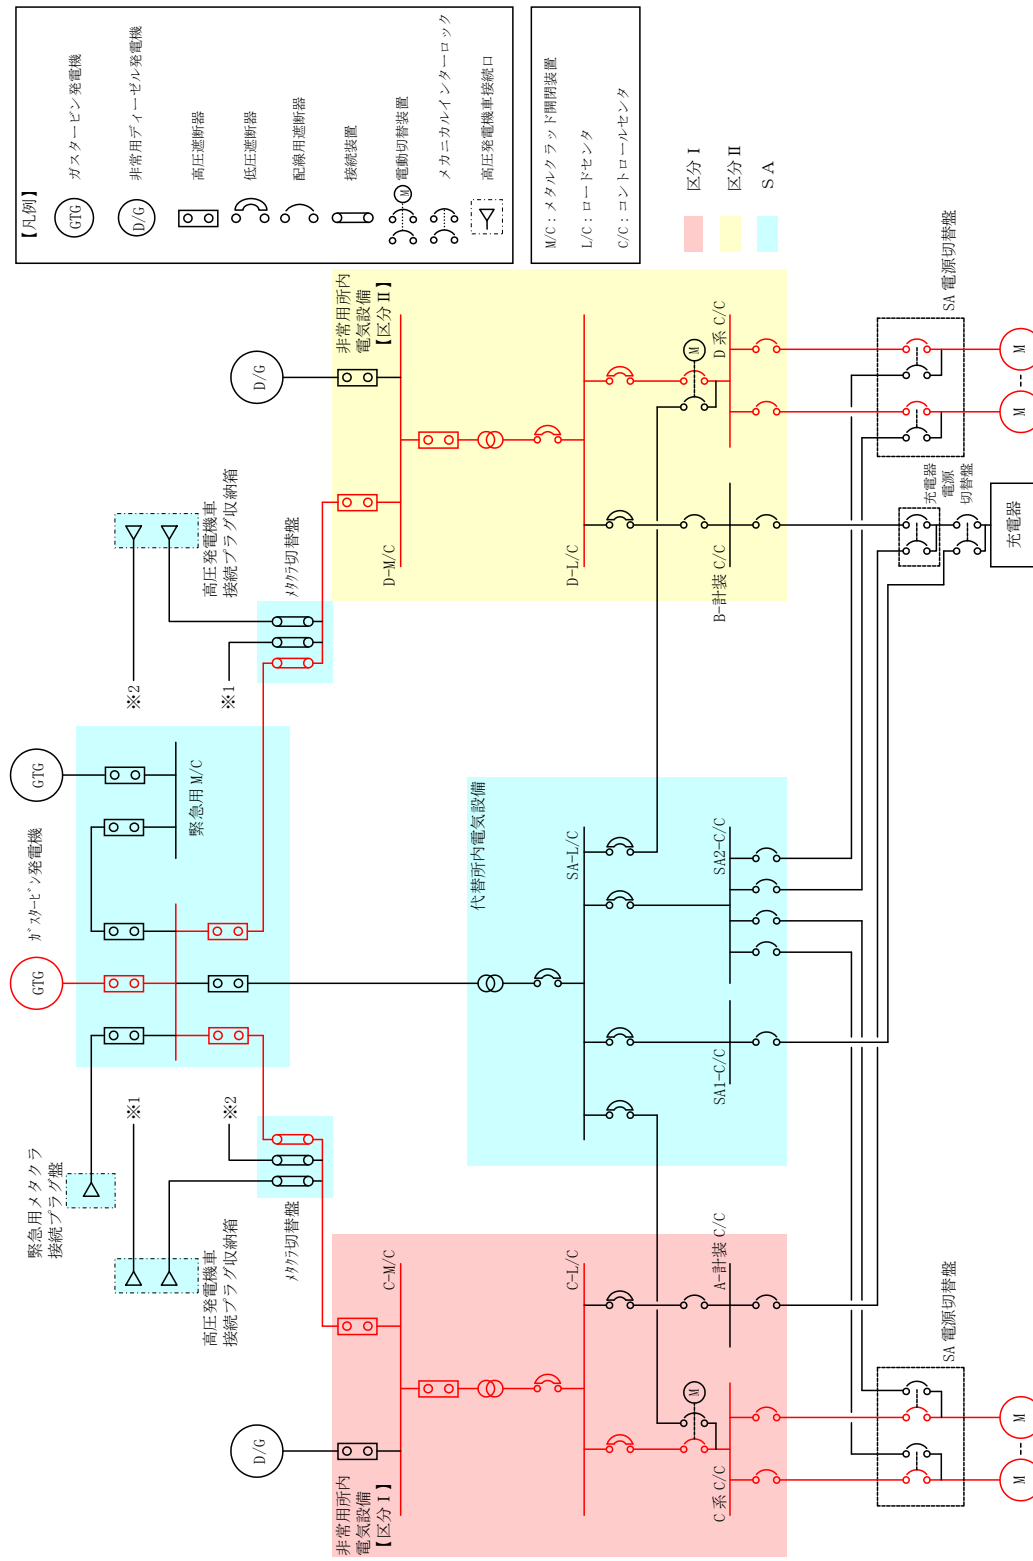 【凡例】
GTG
ガスタービン発電機
D/G
非常用ディーゼル発電機
高圧遮断器
低圧遮断器
配線用遮断器
接続装置
M
電動切替装置
メカニカルインターロック
高圧発電機車接続口
M/C：メタルクラッド開閉装置
L/C：ロードセンタ
C/C：コントロールセンタ
区分Ⅰ
区分Ⅱ
SA
緊急用メタクラ
接続プラグ盤
GTG
ｶﾞｽﾀｰﾋﾞﾝ発電機
GTG
緊急用 M/C
高圧発電機車
接続プラグ収納箱
※1
※2
ﾒﾀｸﾗ切替盤
高圧発電機車
接続プラグ収納箱
※2
※1
ﾒﾀｸﾗ切替盤
D/G
非常用所内
電気設備
【区分Ⅰ】
C-M/C
C-L/C
M
C系 C/C
A-計装 C/C
代替所内電気設備
SA-L/C
SA1-C/C
SA2-C/C
D/G
非常用所内
電気設備
【区分Ⅱ】
D-M/C
D-L/C
B-計装 C/C
M
D系 C/C
SA 電源切替盤
M
M
充電器
電源
切替盤
充電器
SA 電源切替盤
M
M